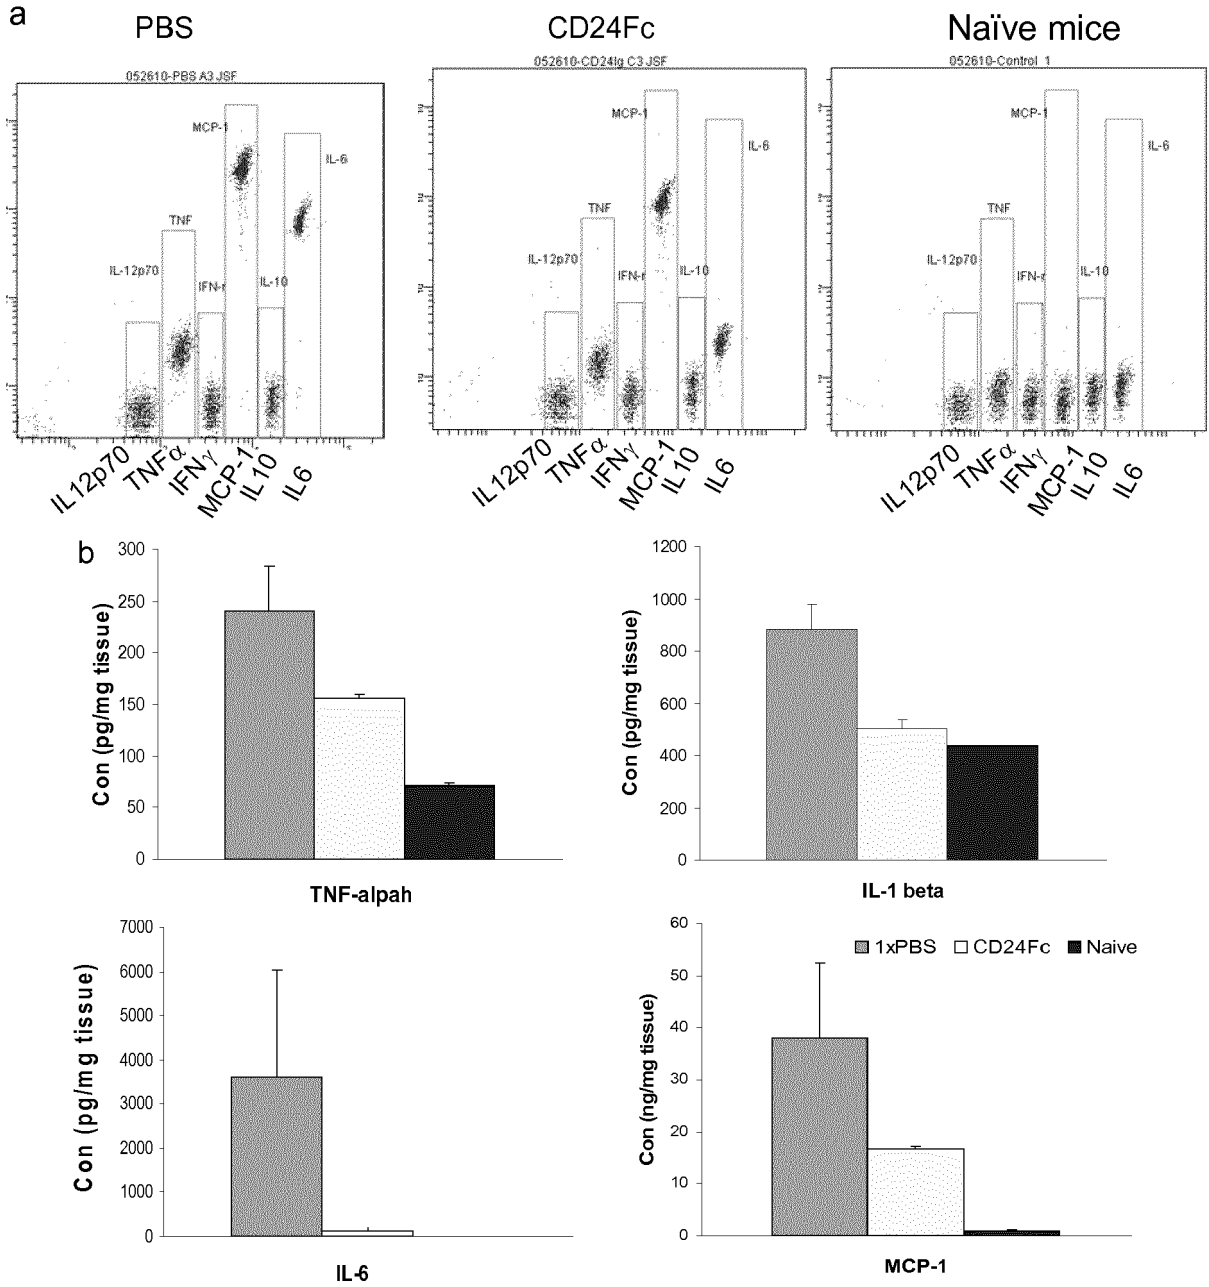 a
PBS
CD24Fc
Naïve mice
052610-PBS A3 JSF
052610-CD24Ig C3 JSF
052610-Control 1
MCP-1
IL-6
TNF
IL-12p70
IFN-r
IL-10
MCP-1
IL-6
TNF
IL-12p70
IFN-r
IL-10
MCP-1
IL-6
TNF
IL-12p70
IFN-r
IL-10
IL12p70
TNFα
IFNγ
MCP-1
IL10
IL6
IL12p70
TNFα
IFNγ
MCP-1
IL10
IL6
IL12p70
TNFα
IFNγ
MCP-1
IL10
IL6
b
Con (pg/mg tissue)
300
250
200
150
100
50
0
TNF-alpah
Con (pg/mg tissue)
1200
1000
800
600
400
200
0
IL-1 beta
Con (pg/mg tissue)
7000
6000
5000
4000
3000
2000
1000
0
IL-6
Con (ng/mg tissue)
60
50
40
30
20
10
0
1xPBS CD24Fc Naive
MCP-1